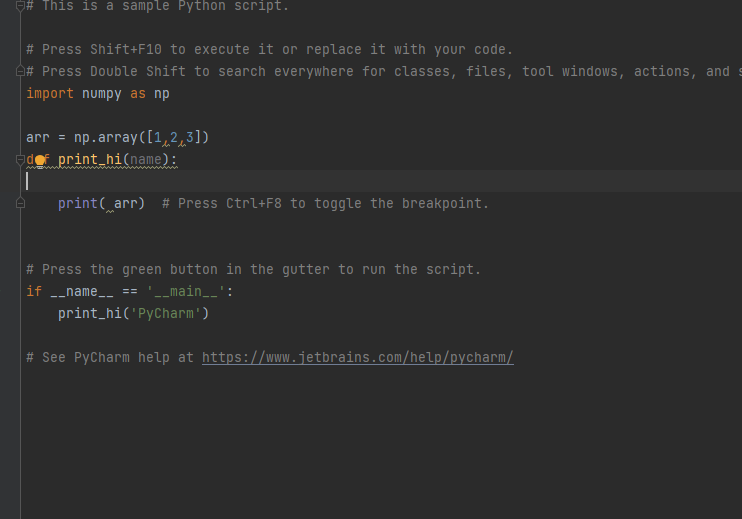 # This is a sample Python script.
# Press Shift+F10 to execute it or replace it with your code.
# Press Double Shift to search everywhere for classes, files, tool windows, actions, and s
import numpy as np
arr = np.array([1,2,3])
def print_hi(name):
print( arr)  # Press Ctrl+F8 to toggle the breakpoint.
# Press the green button in the gutter to run the script.
if __name__ == '__main__':
print_hi('PyCharm')
# See PyCharm help at https://www.jetbrains.com/help/pycharm/